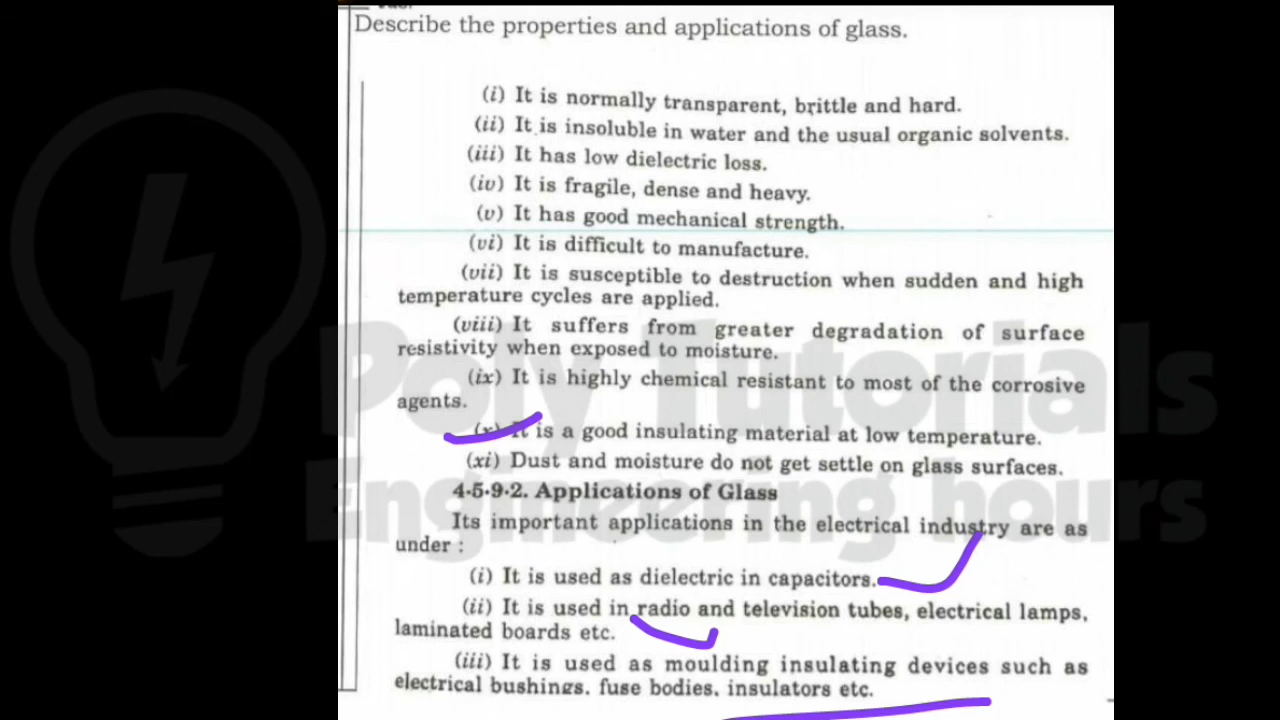 Describe the properties and applications of glass.
(i) It is normally transparent, brittle and hard.
(ii) It is insoluble in water and the usual organic solvents.
(iii) It has low dielectric loss.
(iv) It is fragile, dense and heavy.
(v) It has good mechanical strength.
(vi) It is difficult to manufacture.
(vii) It is susceptible to destruction when sudden and high
temperature cycles are applied.
(viii) It suffers from greater degradation of surface
resistivity when exposed to moisture.
(ix) It is highly chemical resistant to most of the corrosive
agents.
(x) It is a good insulating material at low temperature.
(xi) Dust and moisture do not get settle on glass surfaces.
4·5·9·2. Applications of Glass
Its important applications in the electrical industry are as
under :
(i) It is used as dielectric in capacitors.
(ii) It is used in radio and television tubes, electrical lamps,
laminated boards etc.
(iii) It is used as moulding insulating devices such as
electrical bushings, fuse bodies, insulators etc.
Poly Tutorials
Engineering hours